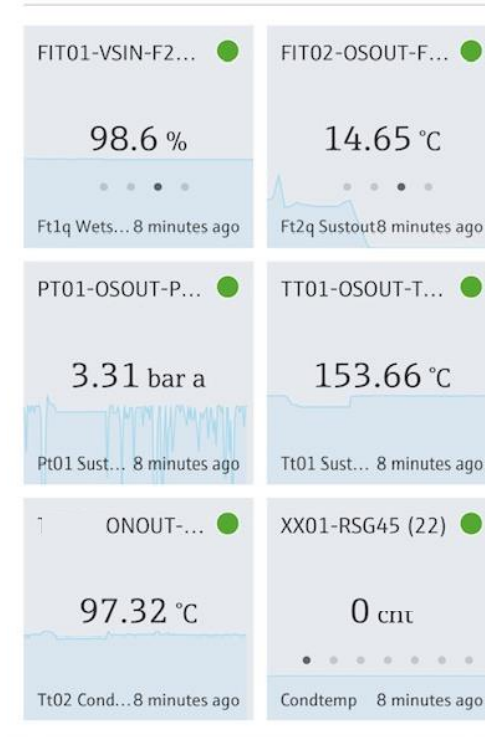 FIT01-VSIN-F2...
98.6 %
Ft1q Wets... 8 minutes ago
FIT02-OSOUT-F...
14.65 °C
Ft2q Sustout 8 minutes ago
PT01-OSOUT-P...
3.31 bar a
Pt01 Sust... 8 minutes ago
TT01-OSOUT-T...
153.66 °C
Tt01 Sust... 8 minutes ago
ONOUT-...
97.32 °C
Tt02 Cond... 8 minutes ago
XX01-RSG45 (22)
0 cnt
Condtemp 8 minutes ago